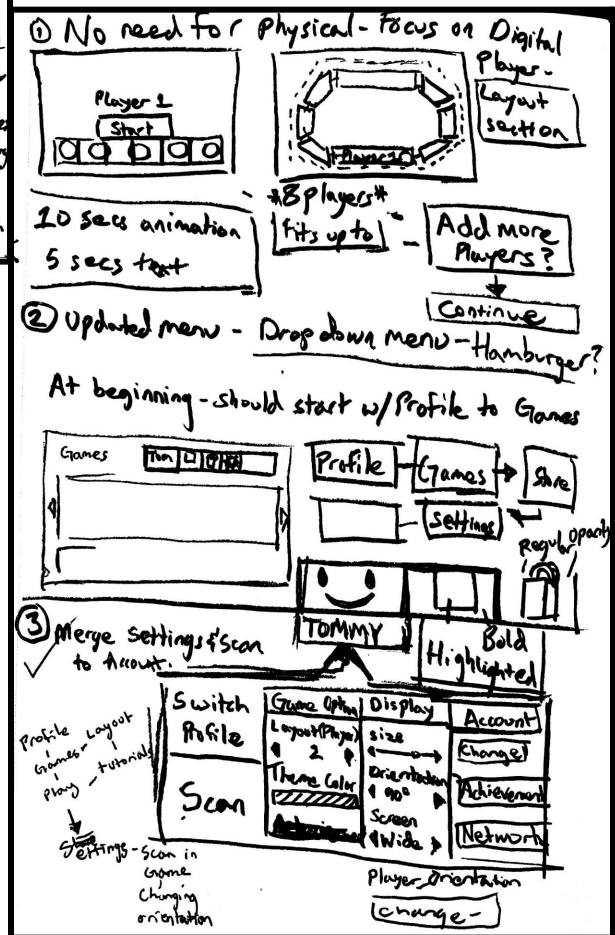 ① No need for physical - Focus on Digital
Player 1
Start
Player 1
Player -
Layout
section
10 secs animation
5 secs text
*8 players*
Fits up to
Add more
Players?
Continue
② Updated menu - Drop down menu - Hamburger?
At beginning - should start w/ Profile to Games
Games
Tom
Profile
Games
Store
Settings
Regular
Opacity
TOMMY
Bold
Highlighted
③ Merge Settings & Scan
to Account.
Switch
Profile
Scan
Game Option
Layout (Player)
2
Theme Color
Display
size
Orientation
90°
Screen
Wide
Account
Change
Achievement
Network
Profile
Games - Layout
Play - tutorials
Settings - Scan in
Game
Changing
orientation
Player Orientation
change -